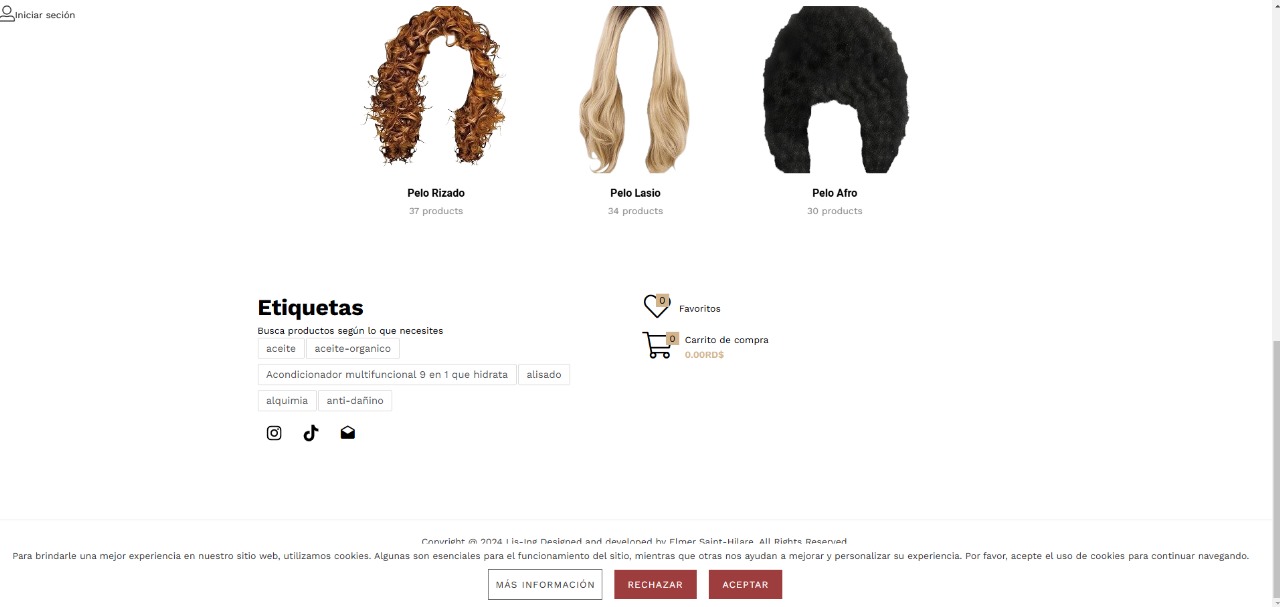 Iniciar seción
Pelo Rizado
37 products
Pelo Lasio
34 products
Pelo Afro
30 products
Etiquetas
Busca productos según lo que necesites
aceite
aceite-organico
Acondicionador multifuncional 9 en 1 que hidrata
alisado
alquimia
anti-dañino
0
Favoritos
0
Carrito de compra
0.00RD$
Copyright @ 2024 Lis-Ing Designed and developed by Elmer Saint-Hilare. All Rights Reserved
Para brindarle una mejor experiencia en nuestro sitio web, utilizamos cookies. Algunas son esenciales para el funcionamiento del sitio, mientras que otras nos ayudan a mejorar y personalizar su experiencia. Por favor, acepte el uso de cookies para continuar navegando.
MÁS INFORMACIÓN
RECHAZAR
ACEPTAR